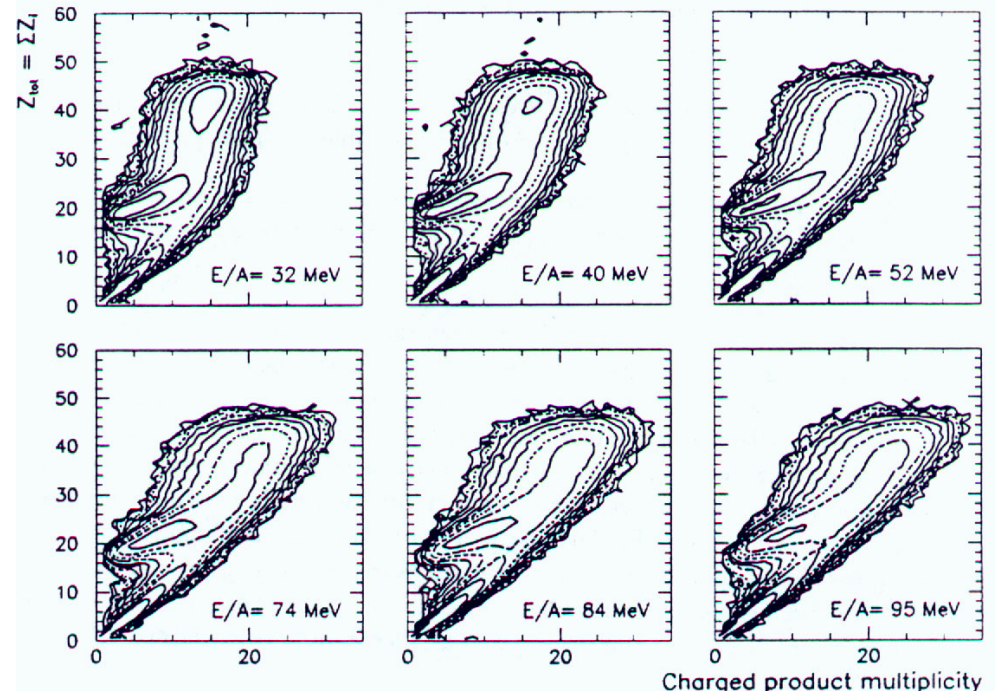 Z_tot = ΣZ_i
60
50
40
30
20
10
0
E/A= 32 MeV
E/A= 40 MeV
E/A= 52 MeV
60
50
40
30
20
10
0
E/A= 74 MeV
E/A= 84 MeV
E/A= 95 MeV
0 20 0 20 0 20
Charged product multiplicity